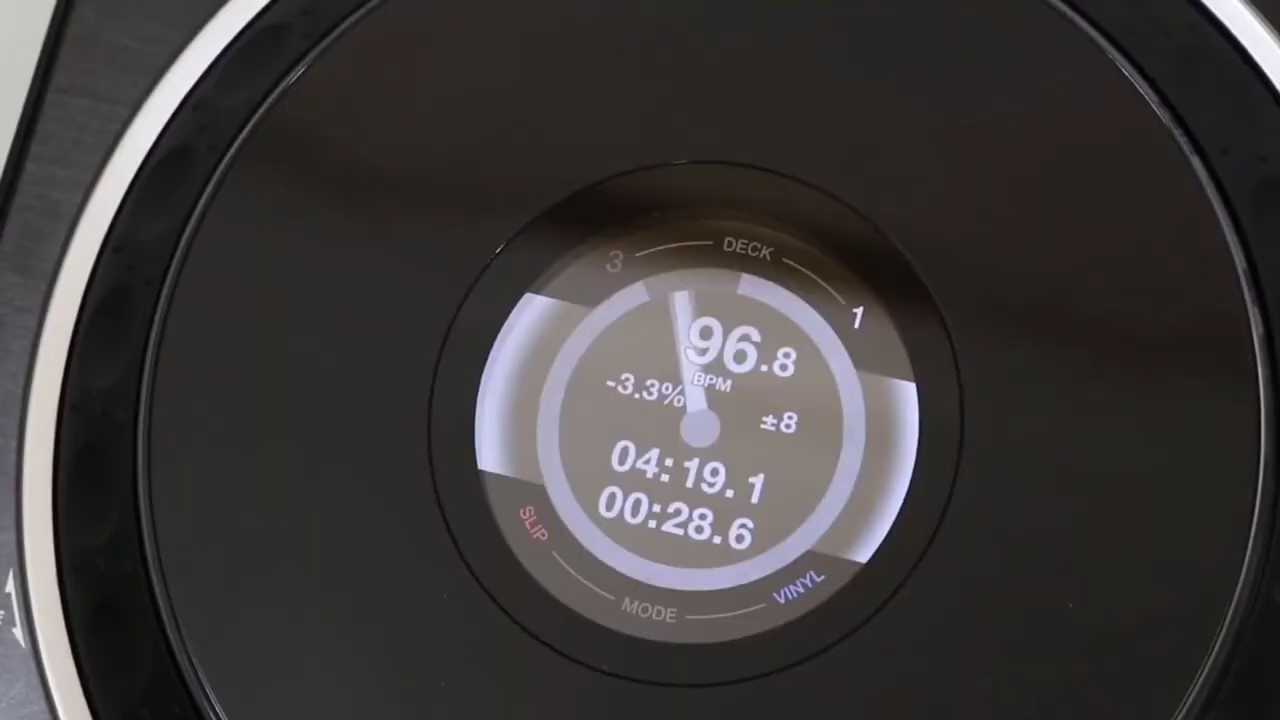 DECK
3
1
96.8
BPM
-3.3%
±8
04:19.1
00:28.6
SLIP
MODE
VINYL